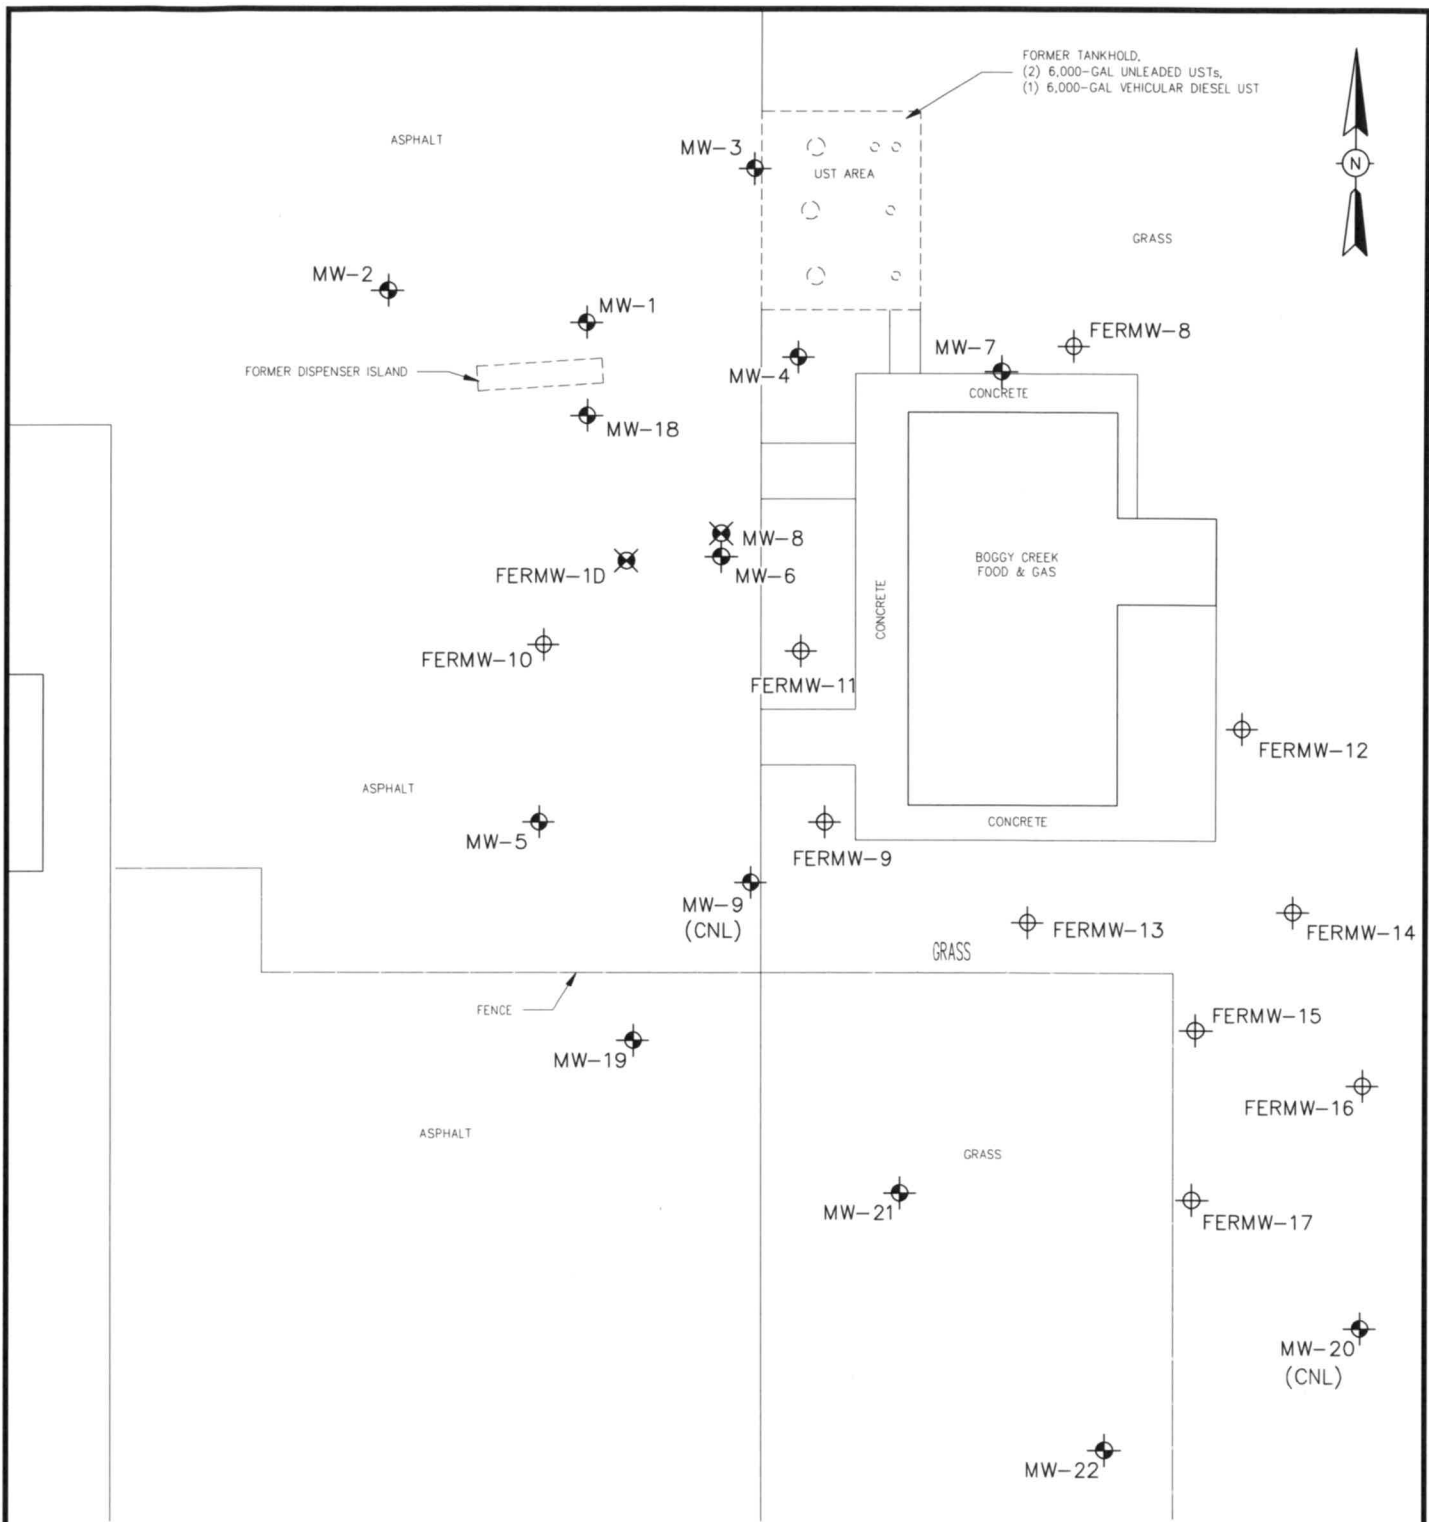 FORMER TANKHOLD,
(2) 6,000-GAL UNLEADED USTs,
(1) 6,000-GAL VEHICULAR DIESEL UST
ASPHALT
MW-3
N
UST AREA
GRASS
MW-2
MW-1
FERMW-8
MW-7
FORMER DISPENSER ISLAND
MW-4
CONCRETE
MW-18
MW-8
BOGGY CREEK
FOOD & GAS
FERMW-1D
MW-6
CONCRETE
FERMW-10
FERMW-11
FERMW-12
ASPHALT
CONCRETE
MW-5
FERMW-9
MW-9
(CNL)
FERMW-13
FERMW-14
GRASS
FENCE
FERMW-15
MW-19
FERMW-16
ASPHALT
GRASS
MW-21
FERMW-17
MW-20
(CNL)
MW-22